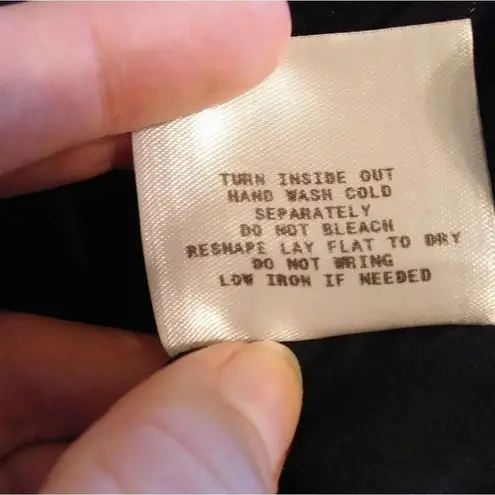 TURN INSIDE OUT
HAND WASH COLD
SEPARATELY
DO NOT BLEACH
RESHAPE LAY FLAT TO DRY
DO NOT WRING
LOW IRON IF NEEDED